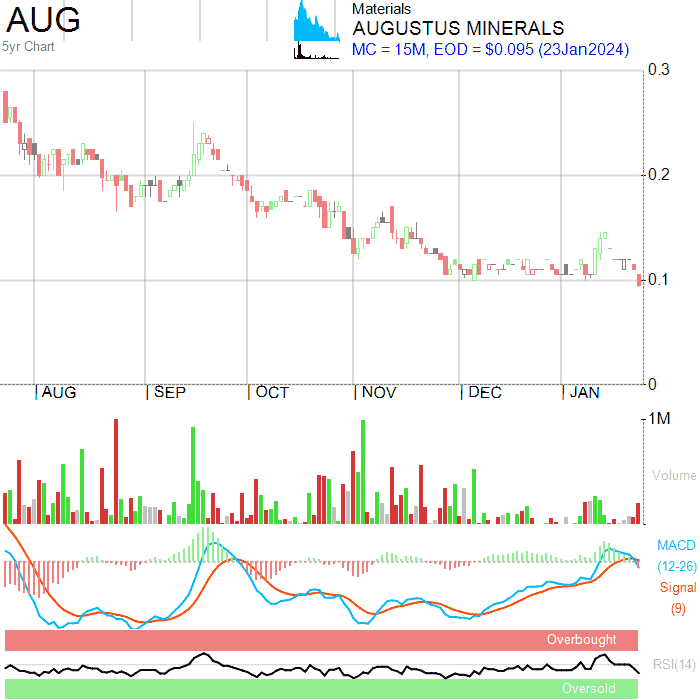 AUG
5yr Chart
Materials
AUGUSTUS MINERALS
MC = 15M, EOD = $0.095 (23Jan2024)
0.3
0.2
0.1
0
AUG SEP OCT NOV DEC JAN
1M
Volume
MACD
(12-26)
Signal
(9)
Overbought
RSI(14)
Oversold